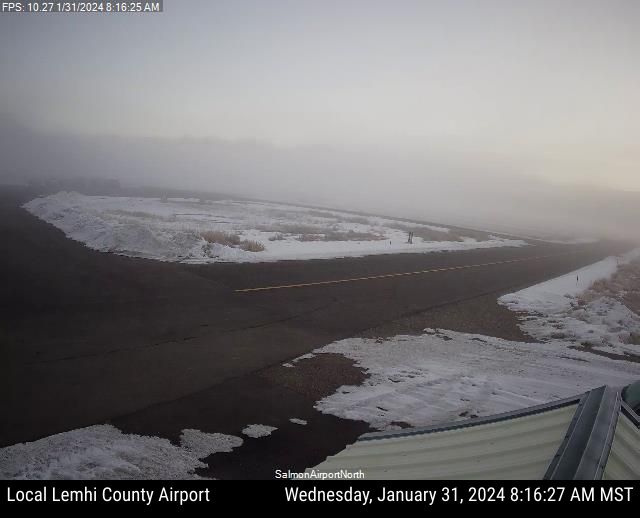 FPS: 10.27 1/31/2024 8:16:25 AM
SalmonAirportNorth
Local Lemhi County Airport Wednesday, January 31, 2024 8:16:27 AM MST